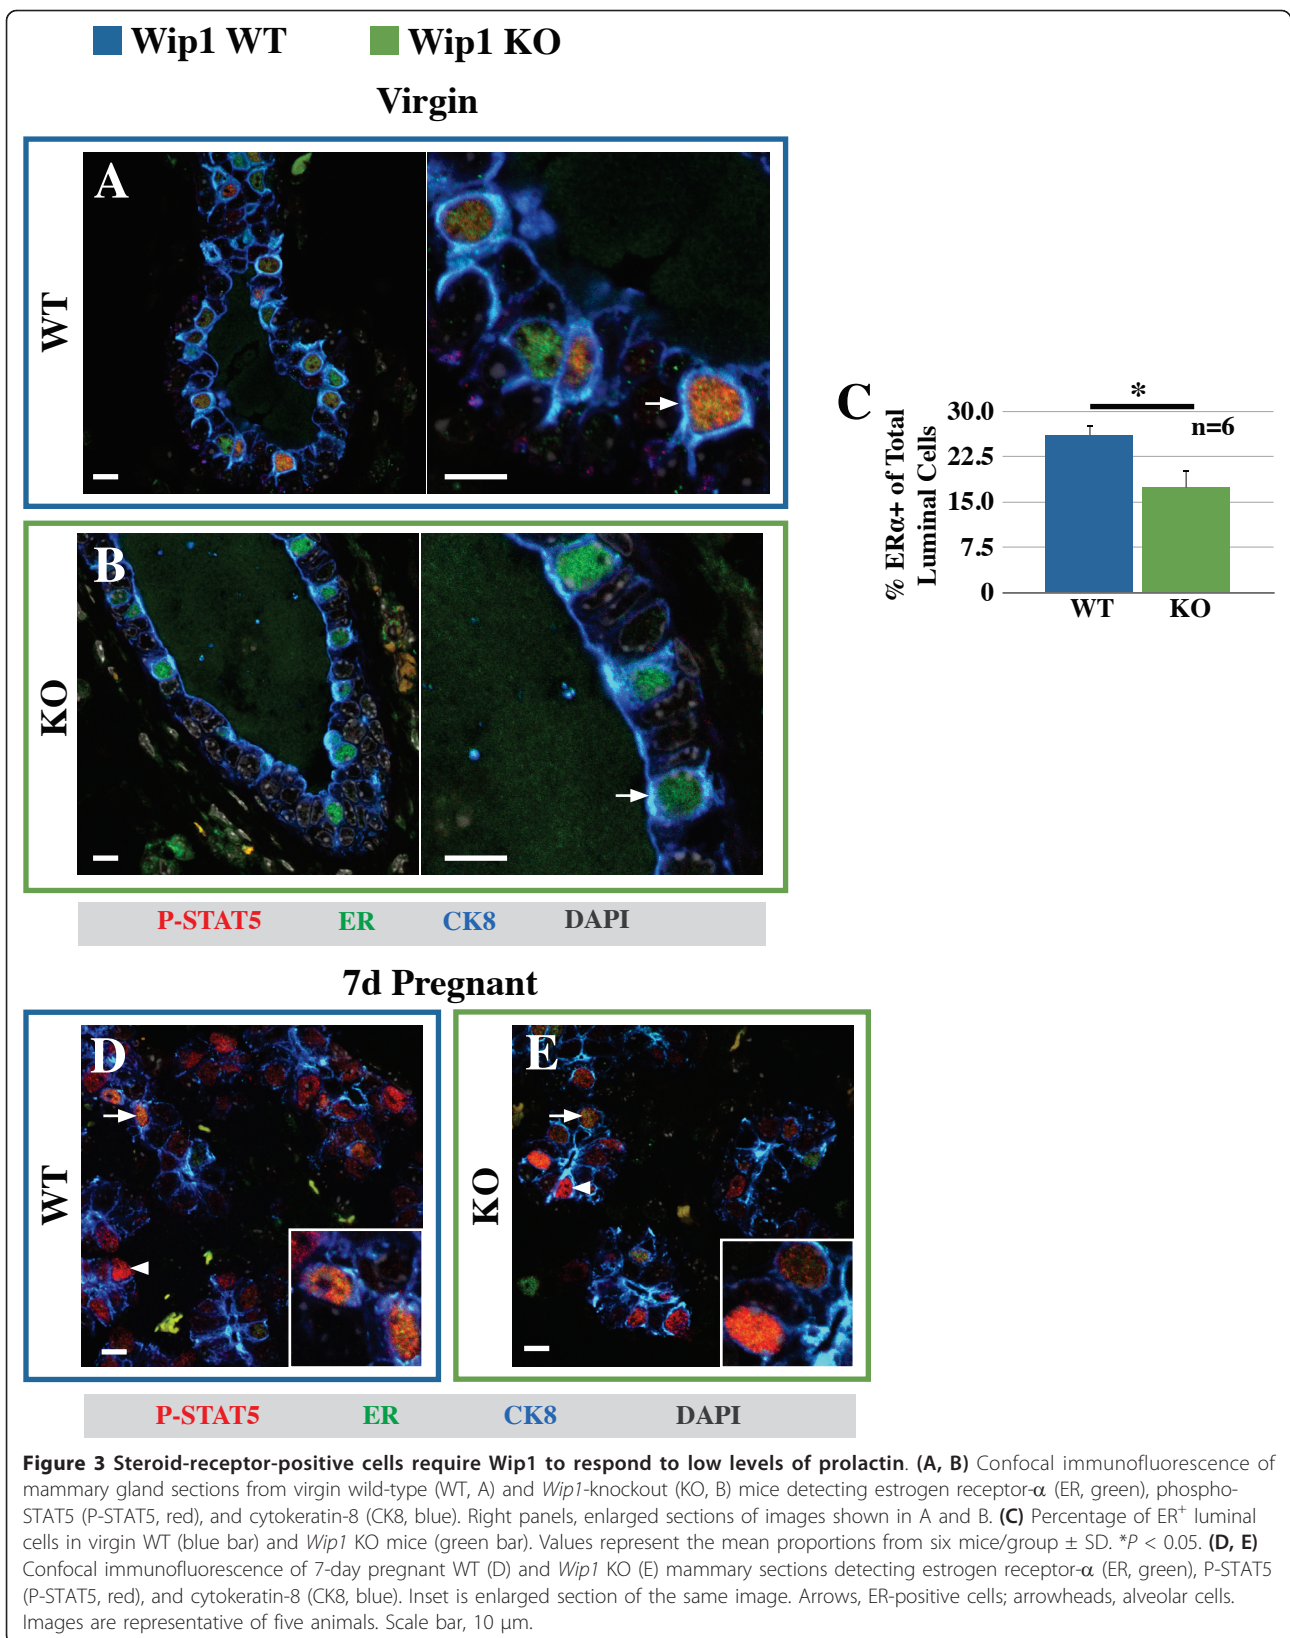 Wip1 WT
Wip1 KO
Virgin
A
WT
B
KO
P-STAT5 ER CK8 DAPI
C
% ERα+ of Total
Luminal Cells
30.0
22.5
15.0
7.5
0
*
n=6
WT
KO
7d Pregnant
D
WT
E
KO
P-STAT5 ER CK8 DAPI
Figure 3 Steroid-receptor-positive cells require Wip1 to respond to low levels of prolactin. (A, B) Confocal immunofluorescence of
mammary gland sections from virgin wild-type (WT, A) and Wip1-knockout (KO, B) mice detecting estrogen receptor-α (ER, green), phospho-
STAT5 (P-STAT5, red), and cytokeratin-8 (CK8, blue). Right panels, enlarged sections of images shown in A and B. (C) Percentage of ER⁺ luminal
cells in virgin WT (blue bar) and Wip1 KO mice (green bar). Values represent the mean proportions from six mice/group ± SD. *P < 0.05. (D, E)
Confocal immunofluorescence of 7-day pregnant WT (D) and Wip1 KO (E) mammary sections detecting estrogen receptor-α (ER, green), P-STAT5
(P-STAT5, red), and cytokeratin-8 (CK8, blue). Inset is enlarged section of the same image. Arrows, ER-positive cells; arrowheads, alveolar cells.
Images are representative of five animals. Scale bar, 10 μm.